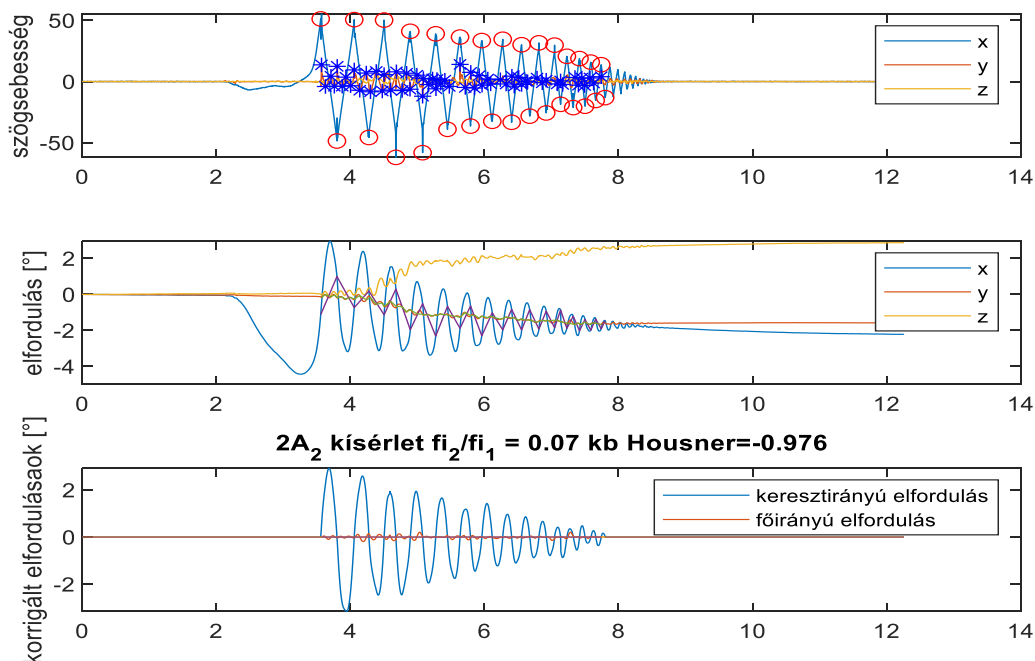 szögsebesség
50
0
-50
x
y
z
0 2 4 6 8 10 12 14
elfordulás [°]
2
0
-2
-4
x
y
z
0 2 4 6 8 10 12 14
2A2 kísérlet fi2/fi1 = 0.07 kb Housner=-0.976
korrigált elfordulásaok [°]
2
0
-2
keresztirányú elfordulás
főirányú elfordulás
0 2 4 6 8 10 12 14